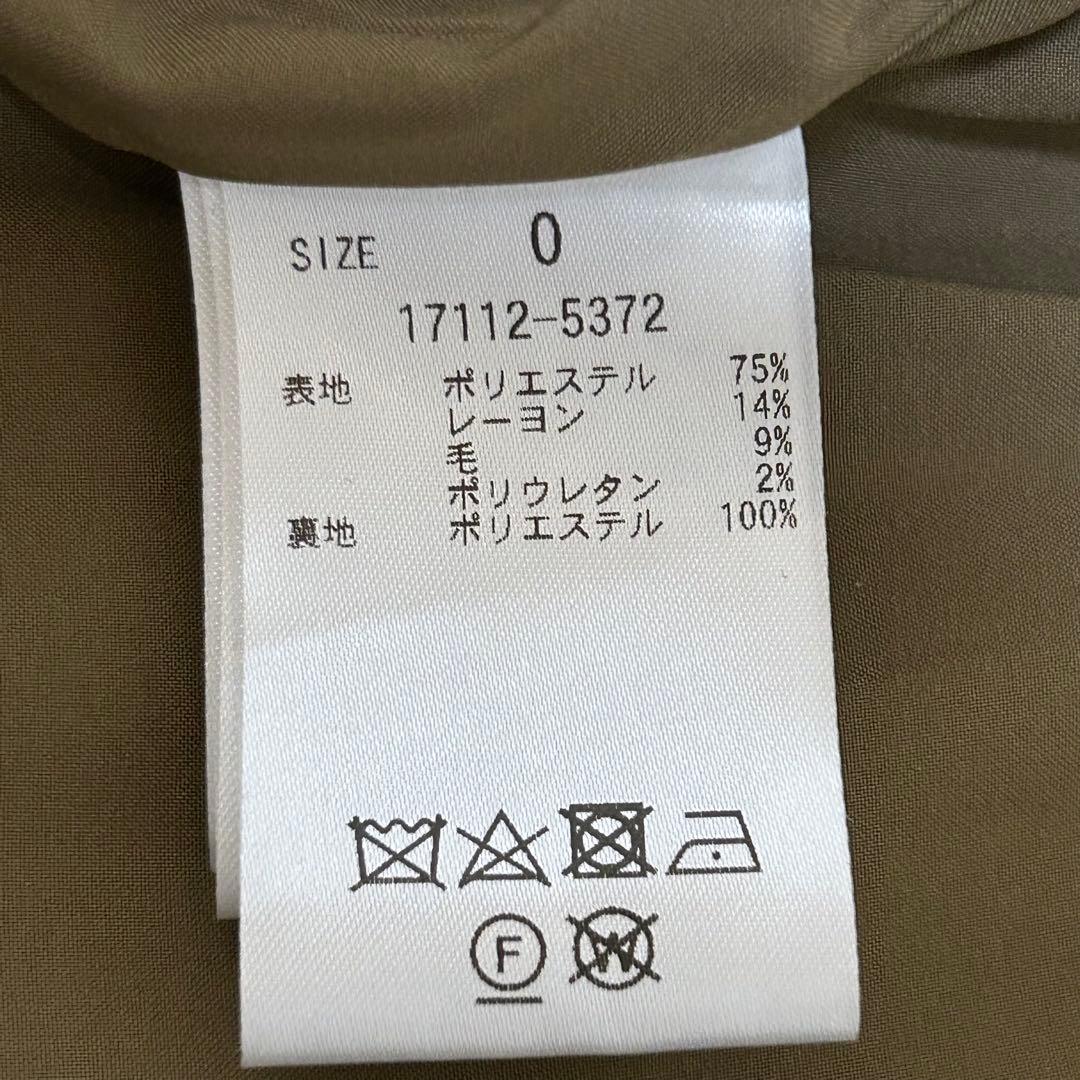 SIZE 0
17112-5372
表地 ポリエステル 75%
レーヨン 14%
毛 9%
ポリウレタン 2%
裏地 ポリエステル 100%
F
W